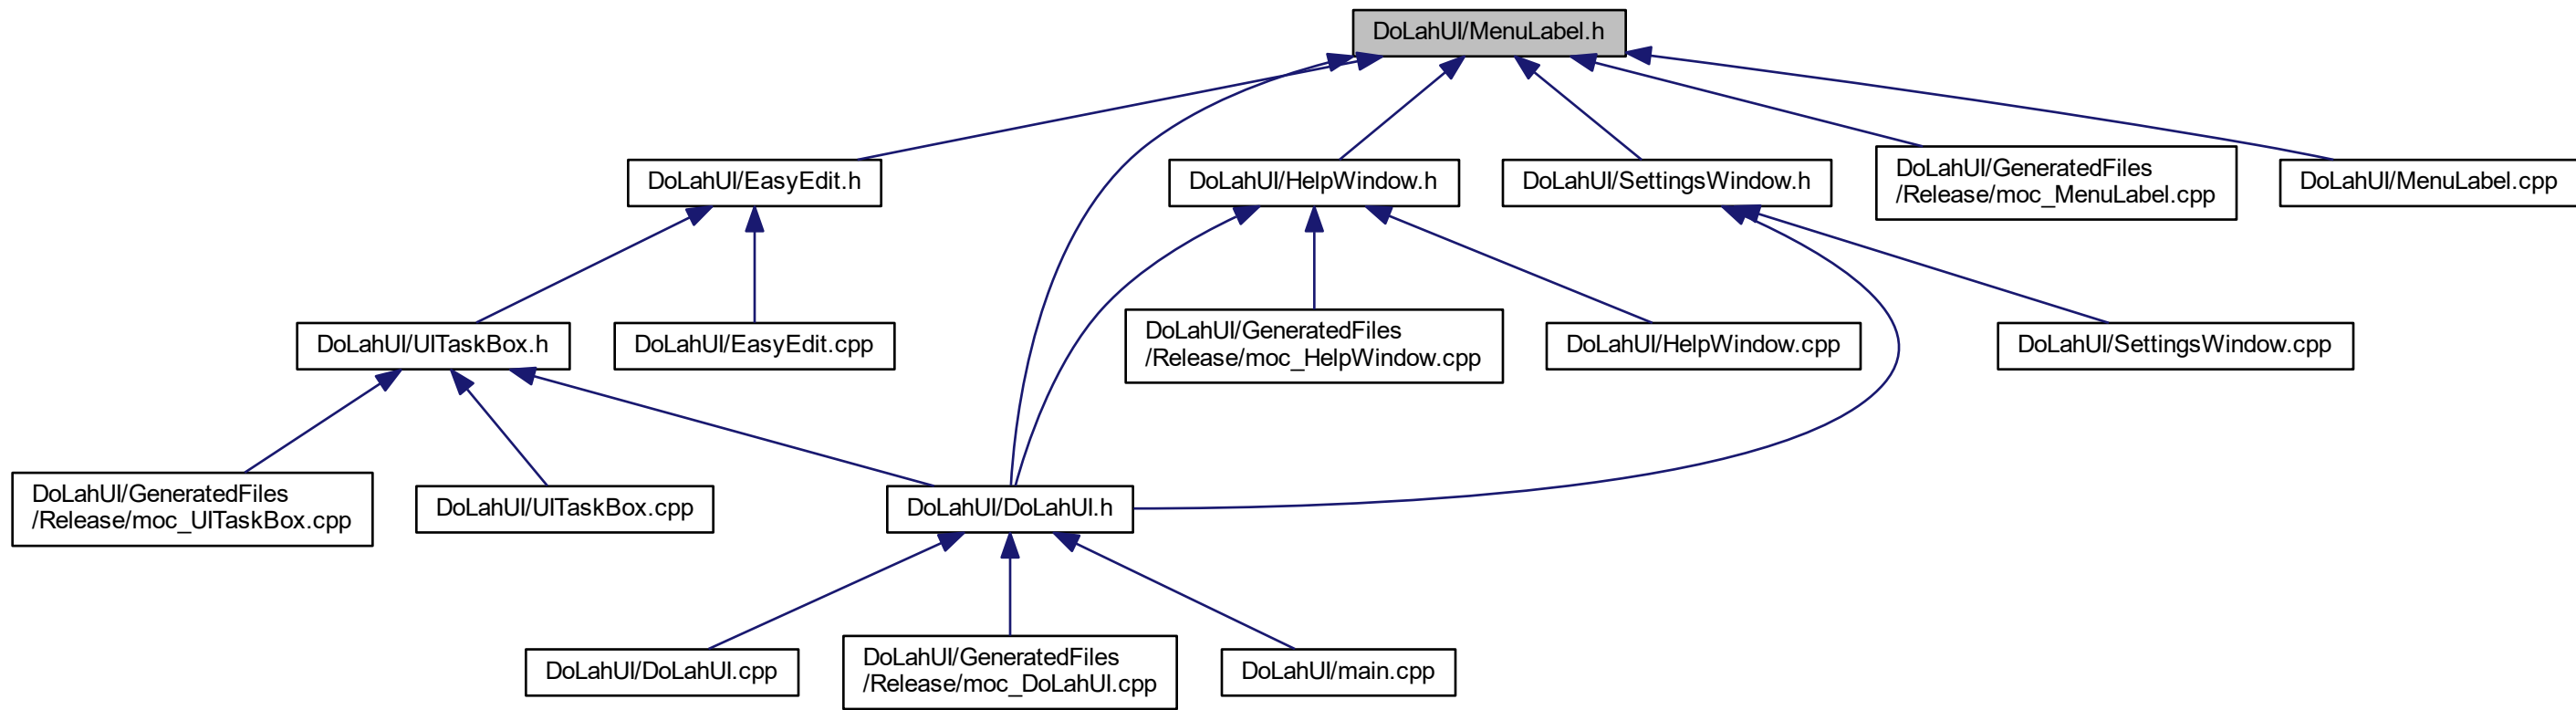 DoLahUI/MenuLabel.h
DoLahUI/EasyEdit.h
DoLahUI/HelpWindow.h
DoLahUI/SettingsWindow.h
DoLahUI/GeneratedFiles
/Release/moc_MenuLabel.cpp
DoLahUI/MenuLabel.cpp
DoLahUI/UITaskBox.h
DoLahUI/EasyEdit.cpp
DoLahUI/GeneratedFiles
/Release/moc_HelpWindow.cpp
DoLahUI/HelpWindow.cpp
DoLahUI/SettingsWindow.cpp
DoLahUI/GeneratedFiles
/Release/moc_UITaskBox.cpp
DoLahUI/UITaskBox.cpp
DoLahUI/DoLahUI.h
DoLahUI/DoLahUI.cpp
DoLahUI/GeneratedFiles
/Release/moc_DoLahUI.cpp
DoLahUI/main.cpp